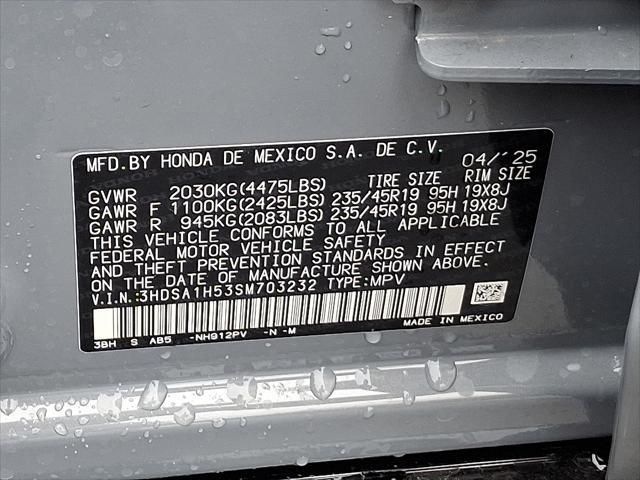 MFD. BY HONDA DE MEXICO S.A. DE C.V. 04/'25
TIRE SIZE RIM SIZE
GVWR 2030KG(4475LBS)
GAWR F 1100KG(2425LBS) 235/45R19 95H 19X8J
GAWR R 945KG(2083LBS) 235/45R19 95H 19X8J
THIS VEHICLE CONFORMS TO ALL APPLICABLE
FEDERAL MOTOR VEHICLE SAFETY
AND THEFT PREVENTION STANDARDS IN EFFECT
ON THE DATE OF MANUFACTURE SHOWN ABOVE.
V.I.N.:3HDSA1H53SM703232 TYPE:MPV
MADE IN MEXICO
3BH S AB5 -NH912PV -N -M